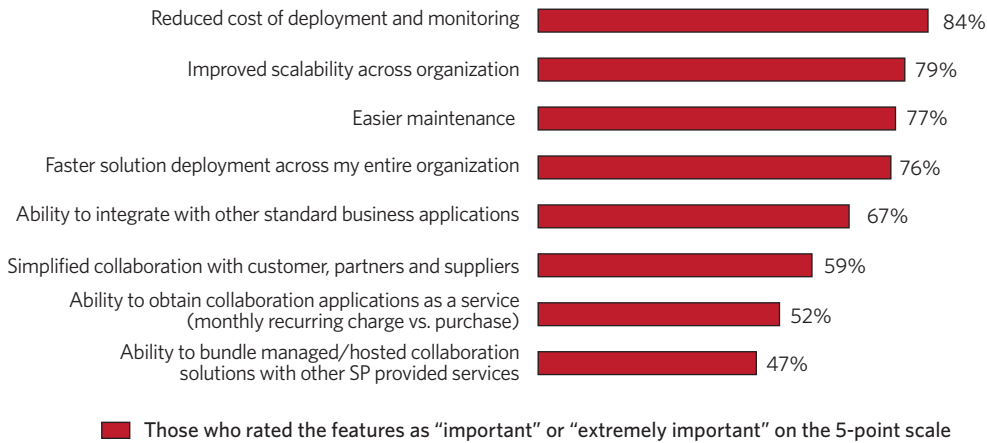 Reduced cost of deployment and monitoring 84%
Improved scalability across organization 79%
Easier maintenance 77%
Faster solution deployment across my entire organization 76%
Ability to integrate with other standard business applications 67%
Simplified collaboration with customer, partners and suppliers 59%
Ability to obtain collaboration applications as a service
(monthly recurring charge vs. purchase) 52%
Ability to bundle managed/hosted collaboration
solutions with other SP provided services 47%
Those who rated the features as “important” or “extremely important” on the 5-point scale